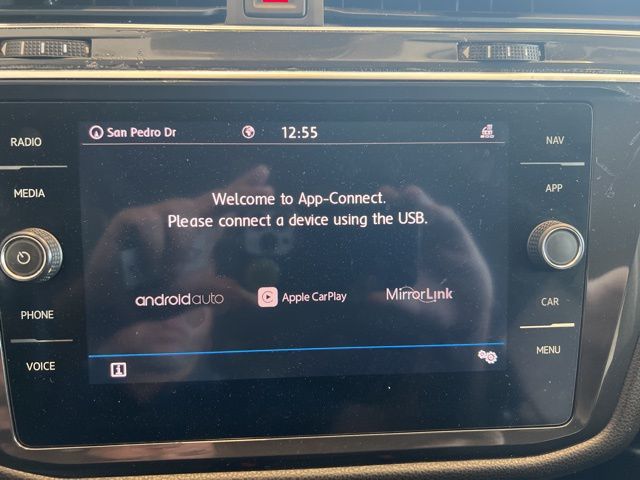 San Pedro Dr 12:55
RADIO
MEDIA
PHONE
VOICE
Welcome to App-Connect.
Please connect a device using the USB.
androidauto Apple CarPlay MirrorLink
NAV
APP
CAR
MENU